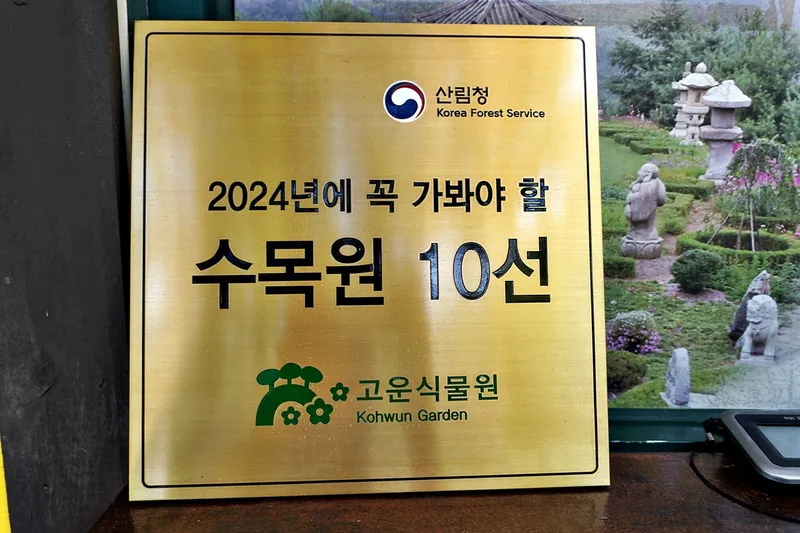 산림청
Korea Forest Service
2024년에 꼭 가봐야 할
수목원 10선
고운식물원
Kohwun Garden